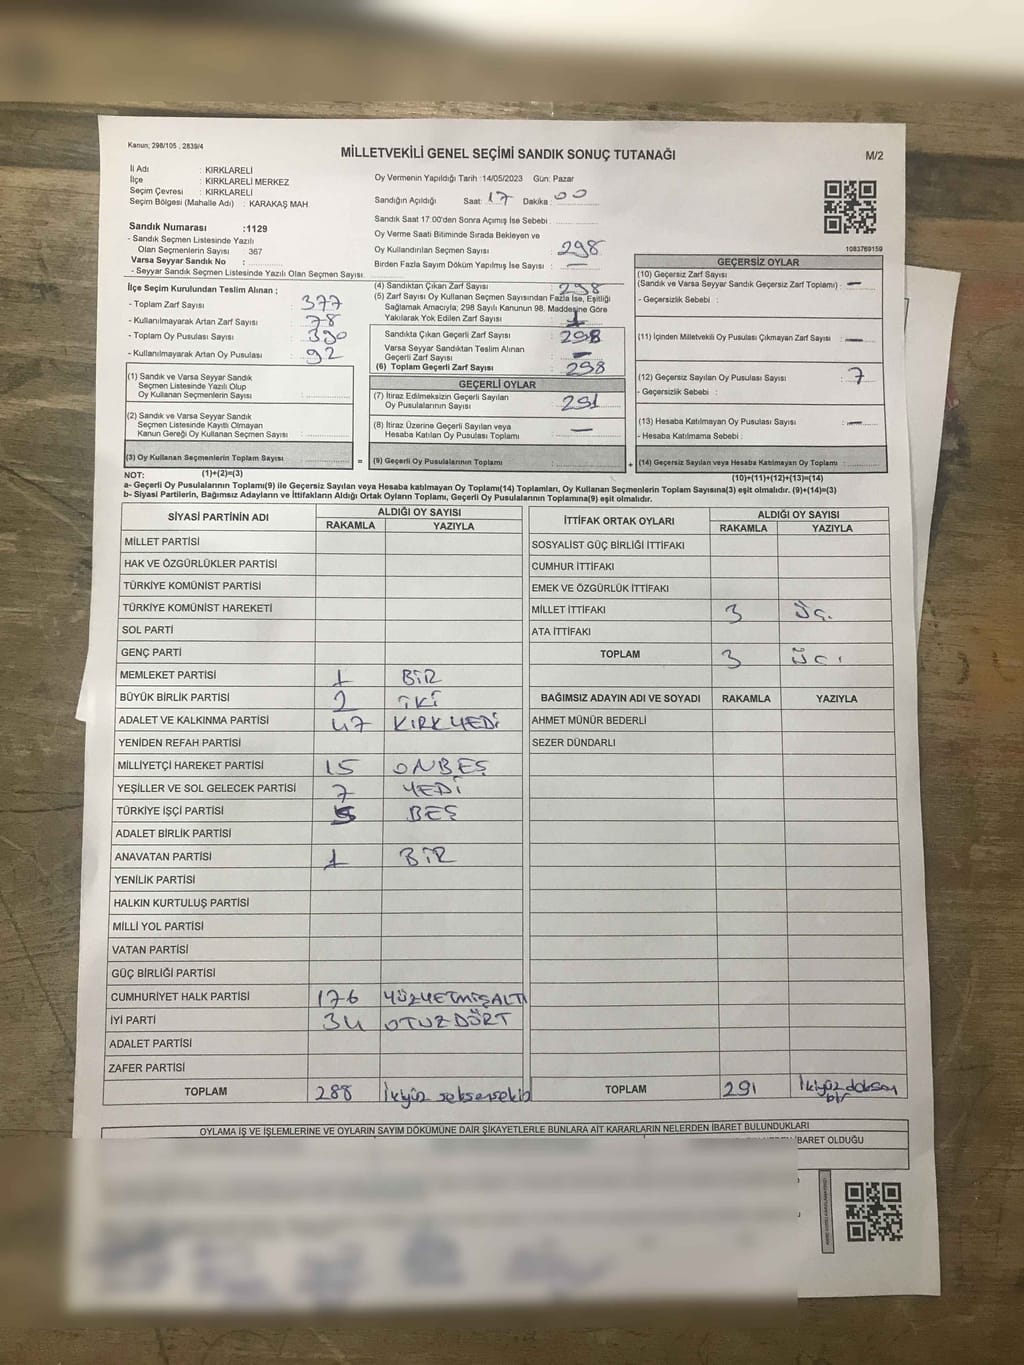 Kanun; 298/105 , 2839/4
MİLLETVEKİLİ GENEL SEÇİMİ SANDIK SONUÇ TUTANAĞI
M/2
İl Adı : KIRKLARELİ
İlçe : KIRKLARELİ MERKEZ
Seçim Çevresi : KIRKLARELİ
Seçim Bölgesi (Mahalle Adı) : KARAKAŞ MAH.
Sandık Numarası :1129
- Sandık Seçmen Listesinde Yazılı
Olan Seçmenlerin Sayısı 367
Varsa Seyyar Sandık No :
- Seyyar Sandık Seçmen Listesinde Yazılı Olan Seçmen Sayısı:
Oy Vermenin Yapıldığı Tarih :14/05/2023 Gün: Pazar
Sandığın Açıldığı Saat: 17 Dakika : 00
Sandık Saat 17:00'den Sonra Açılmış İse Sebebi :
Oy Verme Saati Bitiminde Sırada Bekleyen ve
Oy Kullandırılan Seçmen Sayısı : 298
Birden Fazla Sayım Döküm Yapılmış İse Sayısı : —
1083769159
İlçe Seçim Kurulundan Teslim Alınan ;
- Toplam Zarf Sayısı : 377
- Kullanılmayarak Artan Zarf Sayısı : 78
- Toplam Oy Pusulası Sayısı : 390
- Kullanılmayarak Artan Oy Pusulası : 92
(1) Sandık ve Varsa Seyyar Sandık
Seçmen Listesinde Yazılı Olup
Oy Kullanan Seçmenlerin Sayısı :
(2) Sandık ve Varsa Seyyar Sandık
Seçmen Listesinde Kayıtlı Olmayan
Kanun Gereği Oy Kullanan Seçmen Sayısı :
(3) Oy Kullanan Seçmenlerin Toplam Sayısı :
(1)+(2)=(3)
(4) Sandıktan Çıkan Zarf Sayısı : 298
(5) Zarf Sayısı Oy Kullanan Seçmen Sayısından Fazla İse, Eşitliği
Sağlamak Amacıyla; 298 Sayılı Kanunun 98. Maddesine Göre
Yakılarak Yok Edilen Zarf Sayısı : 1
Sandıkta Çıkan Geçerli Zarf Sayısı : 298
Varsa Seyyar Sandıktan Teslim Alınan
Geçerli Zarf Sayısı : —
(6) Toplam Geçerli Zarf Sayısı : 298
GEÇERLİ OYLAR
(7) İtiraz Edilmeksizin Geçerli Sayılan
Oy Pusulalarının Sayısı : 291
(8) İtiraz Üzerine Geçerli Sayılan veya
Hesaba Katılan Oy Pusulası Toplamı : —
= (9) Geçerli Oy Pusulalarının Toplamı :
GEÇERSİZ OYLAR
(10) Geçersiz Zarf Sayısı
(Sandık ve Varsa Seyyar Sandık Geçersiz Zarf Toplamı) : —
- Geçersizlik Sebebi :
(11) İçinden Milletvekili Oy Pusulası Çıkmayan Zarf Sayısı : —
(12) Geçersiz Sayılan Oy Pusulası Sayısı : 7
- Geçersizlik Sebebi :
(13) Hesaba Katılmayan Oy Pusulası Sayısı : —
- Hesaba Katılmama Sebebi :
+ (14) Geçersiz Sayılan veya Hesaba Katılmayan Oy Toplamı :
(10)+(11)+(12)+(13)=(14)
NOT:
a- Geçerli Oy Pusulalarının Toplamı(9) ile Geçersiz Sayılan veya Hesaba katılmayan Oy Toplamı(14) Toplamları, Oy Kullanan Seçmenlerin Toplam Sayısına(3) eşit olmalıdır. (9)+(14)=(3)
b- Siyasi Partilerin, Bağımsız Adayların ve İttifakların Aldığı Ortak Oyların Toplamı, Geçerli Oy Pusulalarının Toplamına(9) eşit olmalıdır.
SİYASİ PARTİNİN ADI ALDIĞI OY SAYISI
RAKAMLA YAZIYLA
MİLLET PARTİSİ
HAK VE ÖZGÜRLÜKLER PARTİSİ
TÜRKİYE KOMÜNİST PARTİSİ
TÜRKİYE KOMÜNİST HAREKETİ
SOL PARTİ
GENÇ PARTİ
MEMLEKET PARTİSİ 1 BİR
BÜYÜK BİRLİK PARTİSİ 2 İKİ
ADALET VE KALKINMA PARTİSİ 47 KIRKYEDİ
YENİDEN REFAH PARTİSİ
MİLLİYETÇİ HAREKET PARTİSİ 15 ONBEŞ
YEŞİLLER VE SOL GELECEK PARTİSİ 7 YEDİ
TÜRKİYE İŞÇİ PARTİSİ 5 BEŞ
ADALET BİRLİK PARTİSİ
ANAVATAN PARTİSİ 1 BİR
YENİLİK PARTİSİ
HALKIN KURTULUŞ PARTİSİ
MİLLİ YOL PARTİSİ
VATAN PARTİSİ
GÜÇ BİRLİĞİ PARTİSİ
CUMHURİYET HALK PARTİSİ 176 YÜZYETMİŞALTI
İYİ PARTİ 34 OTUZDÖRT
ADALET PARTİSİ
ZAFER PARTİSİ
TOPLAM 288 İkiyüz seksensekiz
İTTİFAK ORTAK OYLARI ALDIĞI OY SAYISI
RAKAMLA YAZIYLA
SOSYALİST GÜÇ BİRLİĞİ İTTİFAKI
CUMHUR İTTİFAKI
EMEK VE ÖZGÜRLÜK İTTİFAKI
MİLLET İTTİFAKI 3 Üç.
ATA İTTİFAKI
TOPLAM 3 Üç.
BAĞIMSIZ ADAYIN ADI VE SOYADI RAKAMLA YAZIYLA
AHMET MÜNÜR BEDERLİ
SEZER DÜNDARLI
TOPLAM 291 İkiyüz doksan
bir
OYLAMA İŞ VE İŞLEMLERİNE VE OYLARIN SAYIM DÖKÜMÜNE DAİR ŞİKAYETLERLE BUNLARA AİT KARARLARIN NELERDEN İBARET BULUNDUKLARI
İBARET OLDUĞU